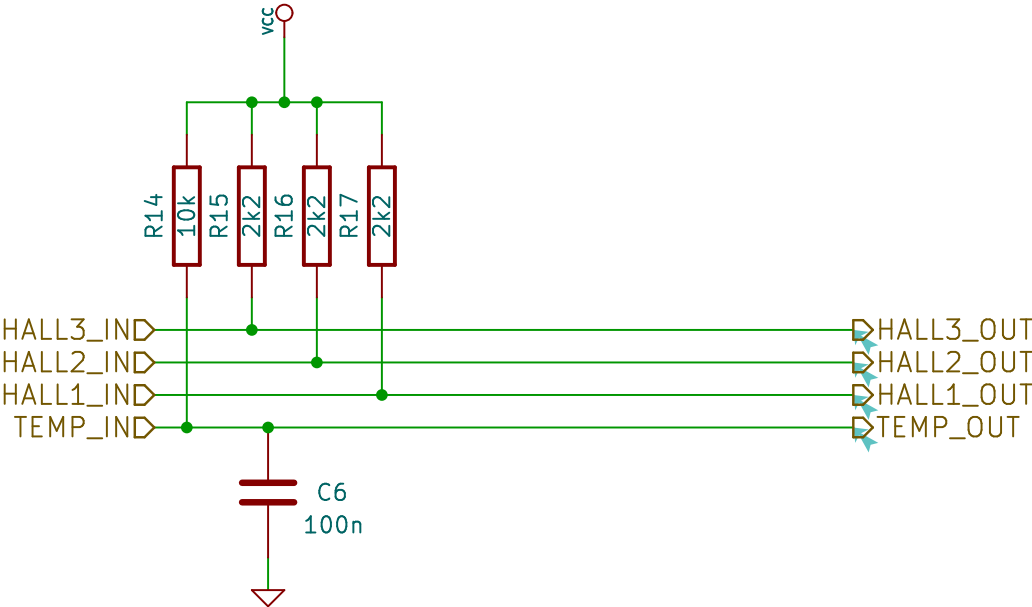 VCC
R14
10k
R15
2k2
R16
2k2
R17
2k2
HALL3_IN
HALL3_OUT
HALL2_IN
HALL2_OUT
HALL1_IN
HALL1_OUT
TEMP_IN
TEMP_OUT
C6
100n